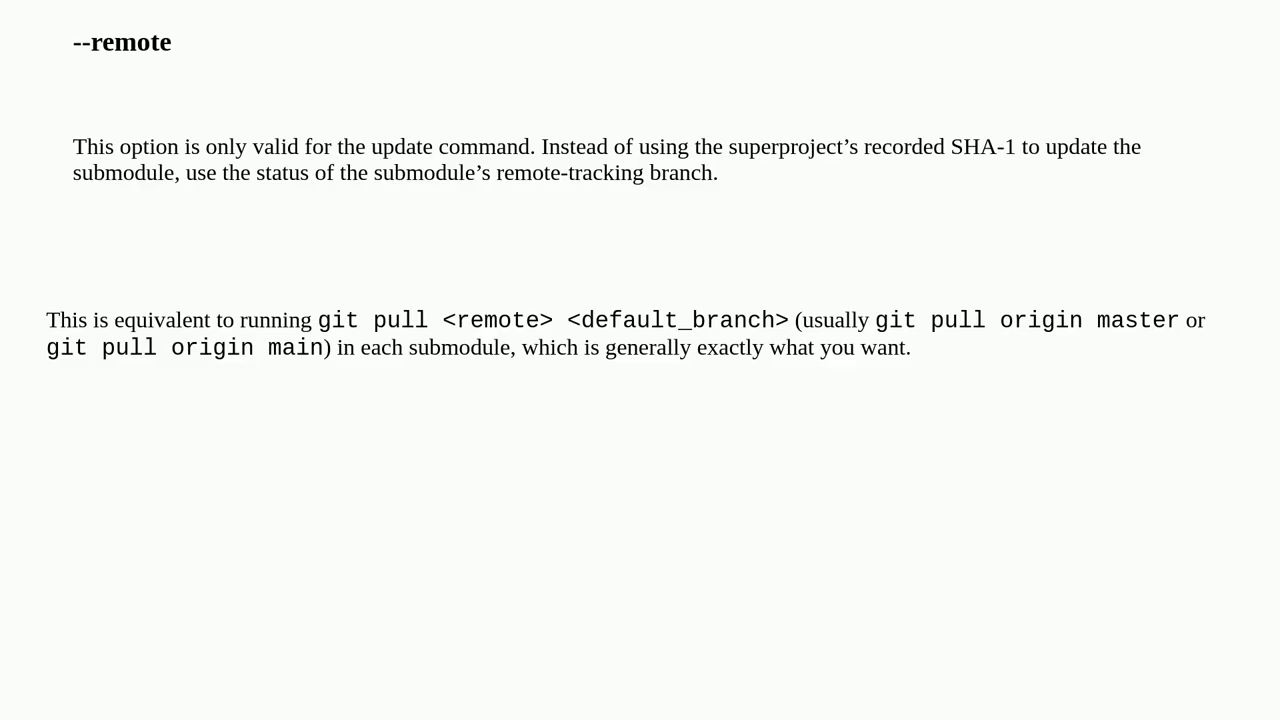 --remote
This option is only valid for the update command. Instead of using the superproject’s recorded SHA-1 to update the
submodule, use the status of the submodule’s remote-tracking branch.
This is equivalent to running git pull <remote> <default_branch> (usually git pull origin master or
git pull origin main) in each submodule, which is generally exactly what you want.